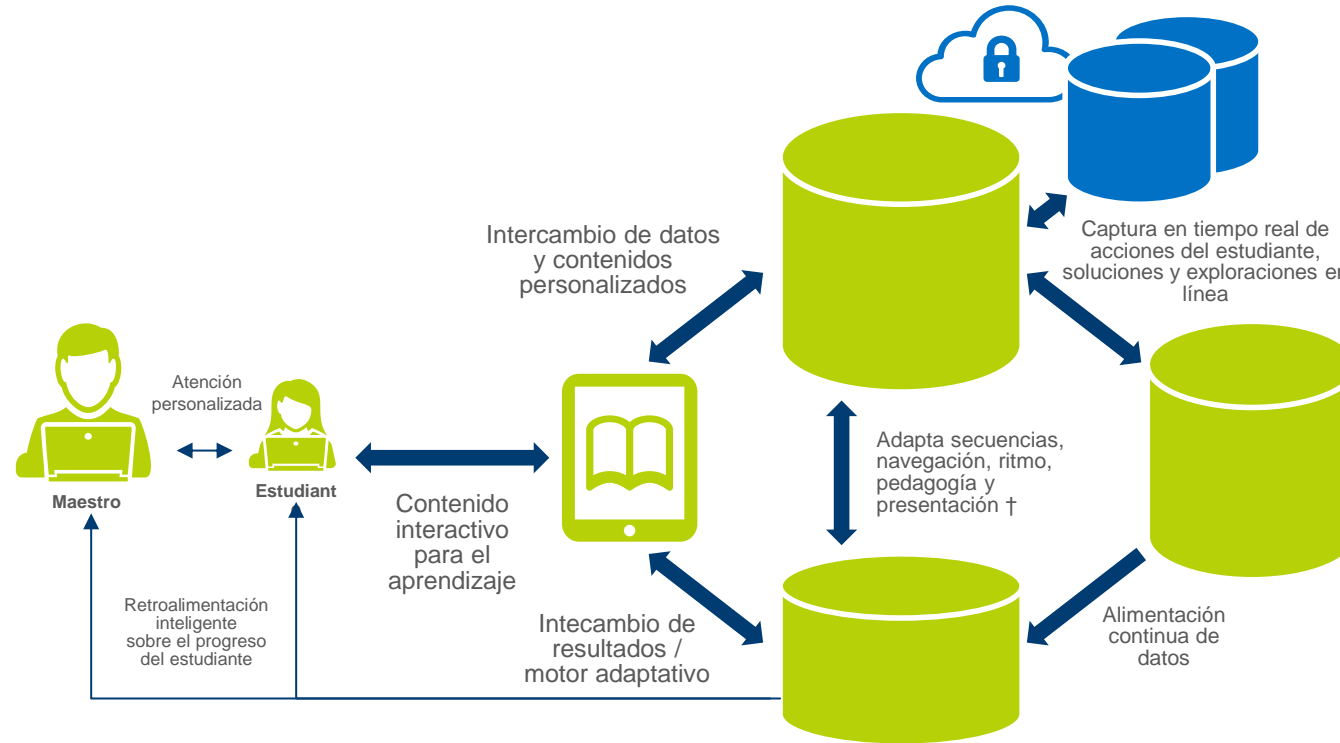 Intercambio de datos
y contenidos
personalizados
Captura en tiempo real de
acciones del estudiante,
soluciones y exploraciones en
línea
Atención
personalizada
Maestro
Estudiant
Contenido
interactivo
para el
aprendizaje
Adapta secuencias,
navegación, ritmo,
pedagogía y
presentación †
Retroalimentación
inteligente
sobre el progreso
del estudiante
Intecambio de
resultados /
motor adaptativo
Alimentación
continua de
datos